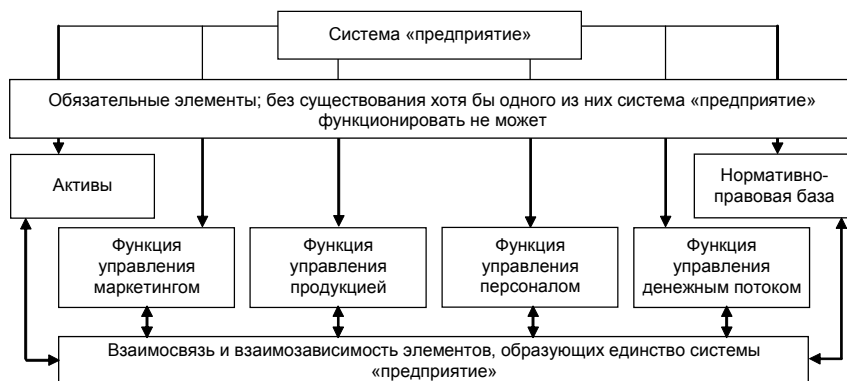 Система «предприятие»
Обязательные элементы; без существования хотя бы одного из них система «предприятие»
функционировать не может
Активы
Нормативно-
правовая база
Функция
управления
маркетингом
Функция
управления
продукцией
Функция
управления
персоналом
Функция
управления
денежным потоком
Взаимосвязь и взаимозависимость элементов, образующих единство системы
«предприятие»